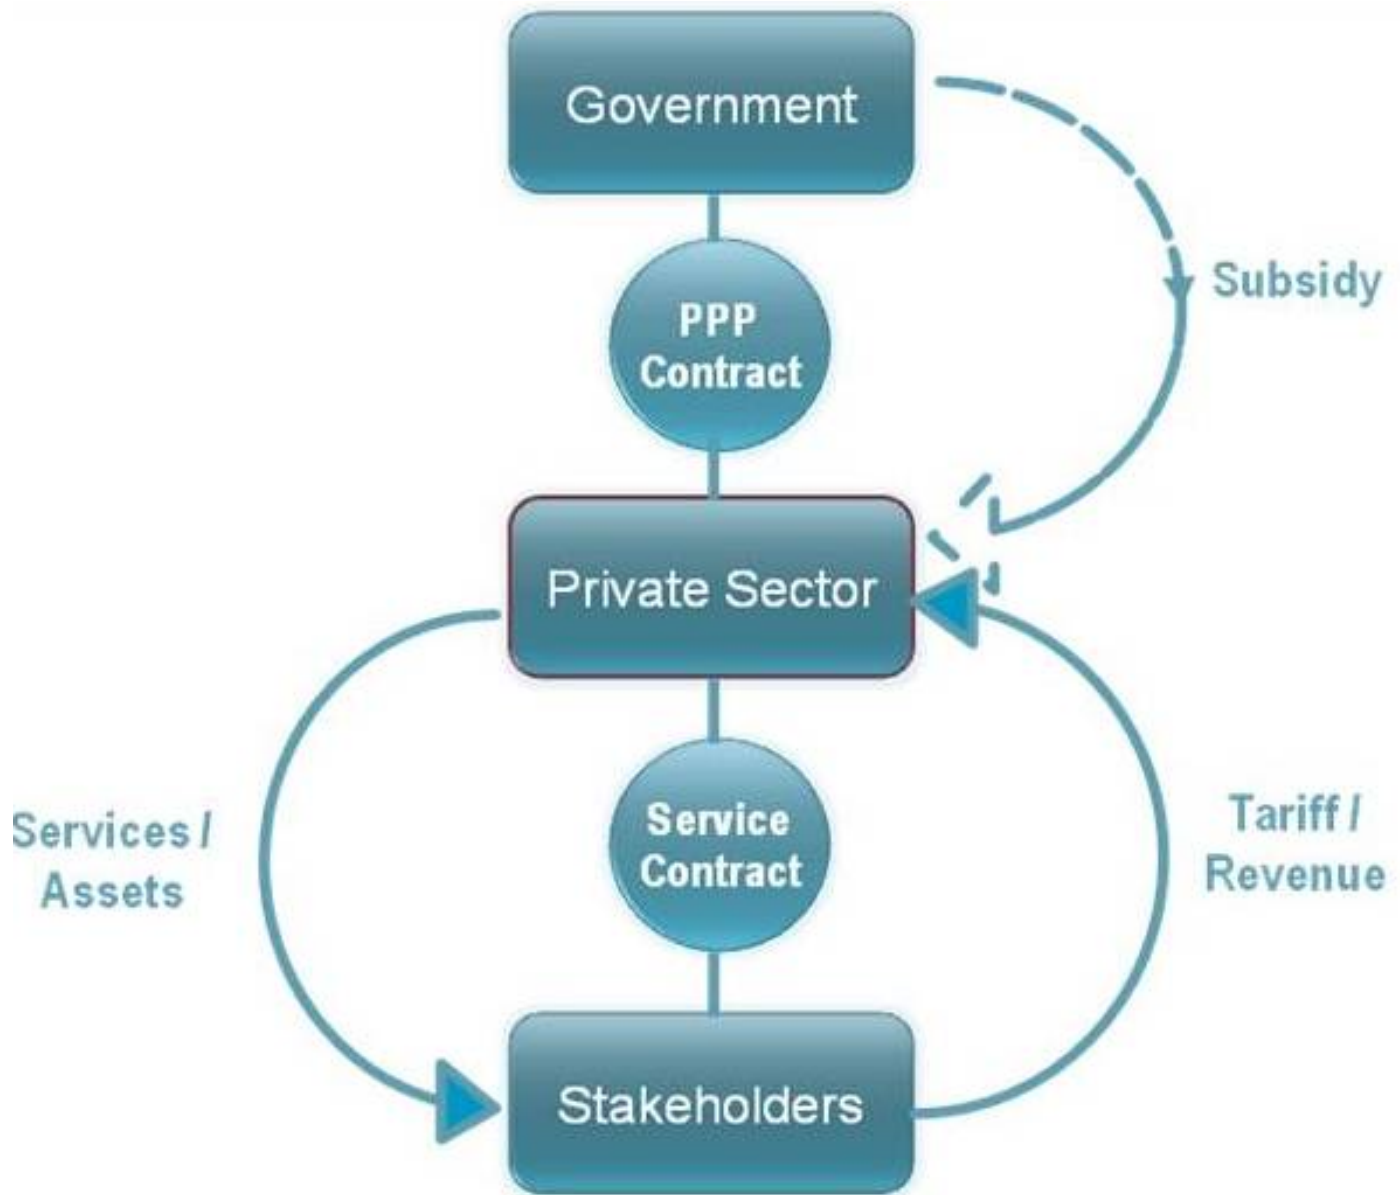 Government
Subsidy
PPP
Contract
Private Sector
Services /
Assets
Service
Contract
Tariff /
Revenue
Stakeholders